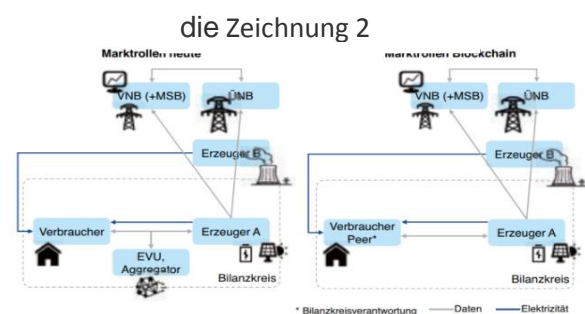 die Zeichnung 2
Marktrollen heute
VNB (+MSB)
ÜNB
Erzeuger B
Verbraucher
Erzeuger A
EVU,
Aggregator
Bilanzkreis
Marktrollen Blockchain
VNB (+MSB)
ÜNB
Erzeuger B
Verbraucher
Peer*
Erzeuger A
Bilanzkreis
* Bilanzkreisverantwortung
Daten
Elektrizität